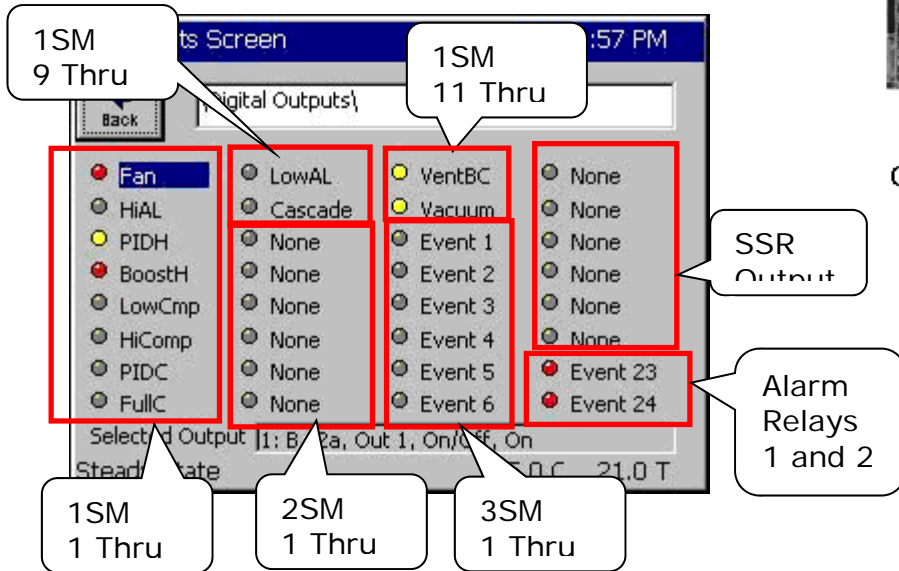 1SM
9 Thru
ts Screen
1SM
11 Thru
:57 PM
Back
Digital Outputs\
Fan
HiAL
PIDH
BoostH
LowCmp
HiComp
PIDC
FullC
LowAL
Cascade
None
None
None
None
None
None
VentBC
Vacuum
Event 1
Event 2
Event 3
Event 4
Event 5
Event 6
None
None
None
None
None
None
Event 23
Event 24
SSR
Output
Alarm
Relays
1 and 2
Selected Output 1: B 2a, Out 1, On/Off, On
Steady State 0 C 21.0 T
1SM
1 Thru
2SM
1 Thru
3SM
1 Thru